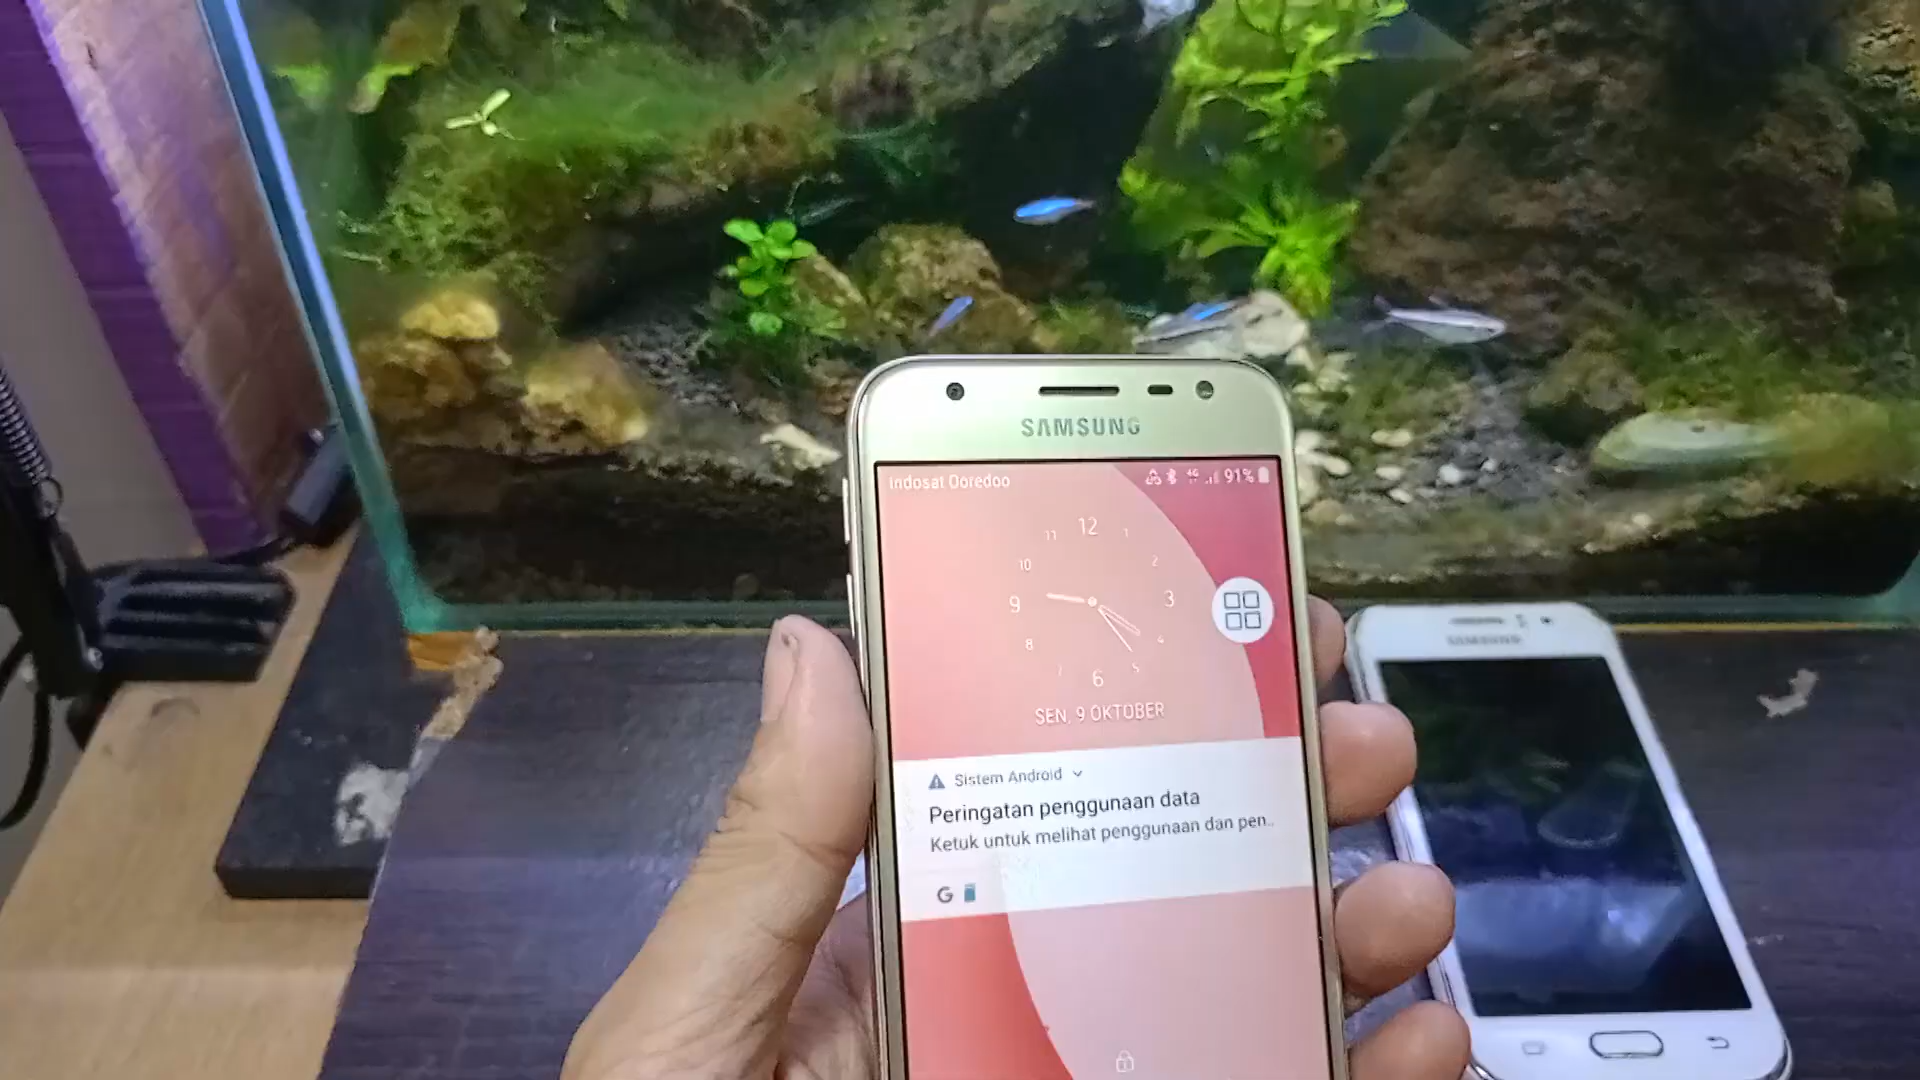 SAMSUNG
Indosat Ooredoo 4G 91%
12
11 1
10 2
9 3
8 4
7 5
6
SEN, 9 OKTOBER
Sistem Android
Peringatan penggunaan data
Ketuk untuk melihat penggunaan dan pen..
G
SAMSUNG